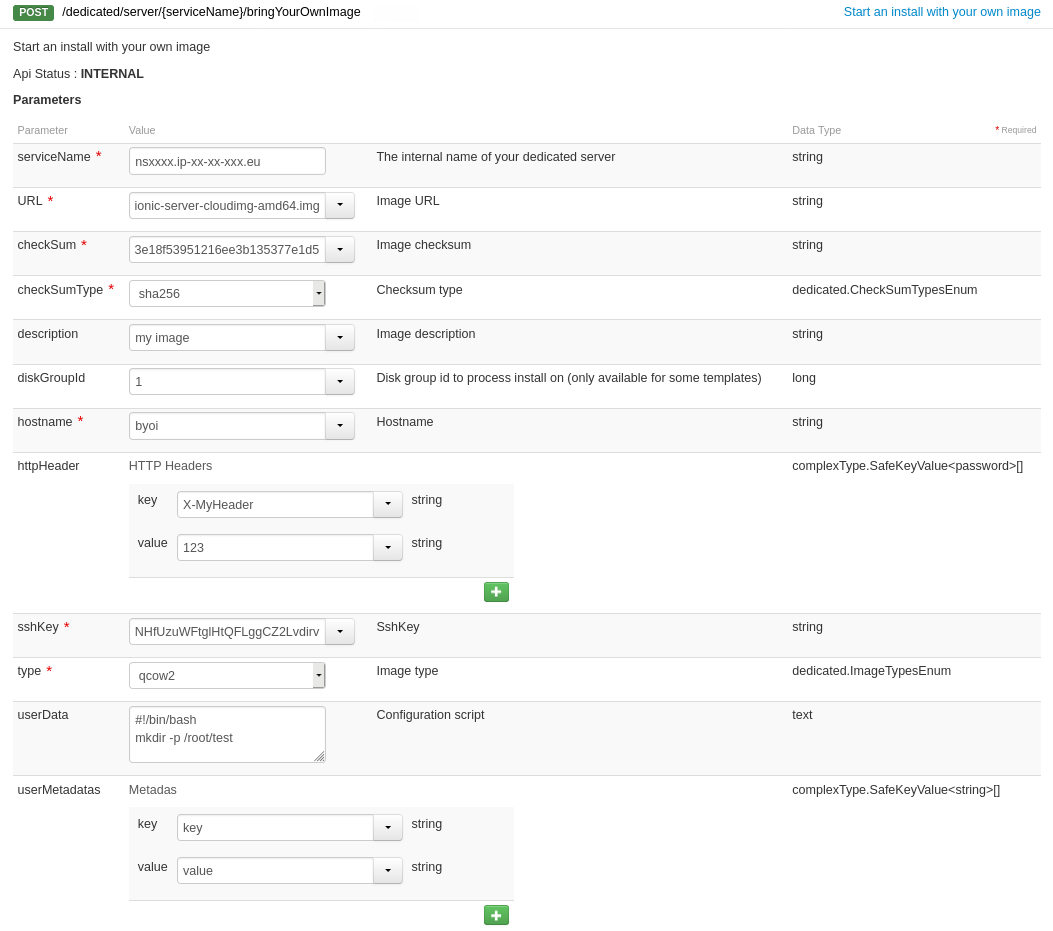 POST /dedicated/server/{serviceName}/bringYourOwnImage Start an install with your own image
Start an install with your own image
Api Status : INTERNAL
Parameters
Parameter Value Data Type * Required
serviceName * nsxxxx.ip-xx-xx-xxx.eu The internal name of your dedicated server string
URL * ionic-server-cloudimg-amd64.img Image URL string
checkSum * 3e18f53951216ee3b135377e1d5 Image checksum string
checkSumType * sha256 Checksum type dedicated.CheckSumTypesEnum
description my image Image description string
diskGroupId 1 Disk group id to process install on (only available for some templates) long
hostname * byoi Hostname string
httpHeader HTTP Headers complexType.SafeKeyValue<password>[]
key X-MyHeader string
value 123 string
sshKey * NHfUzuWFtglHtQFLggCZ2Lvdirv SshKey string
type * qcow2 Image type dedicated.ImageTypesEnum
userData #!/bin/bash Configuration script text
mkdir -p /root/test
userMetadatas Metadas complexType.SafeKeyValue<string>[]
key key string
value value string